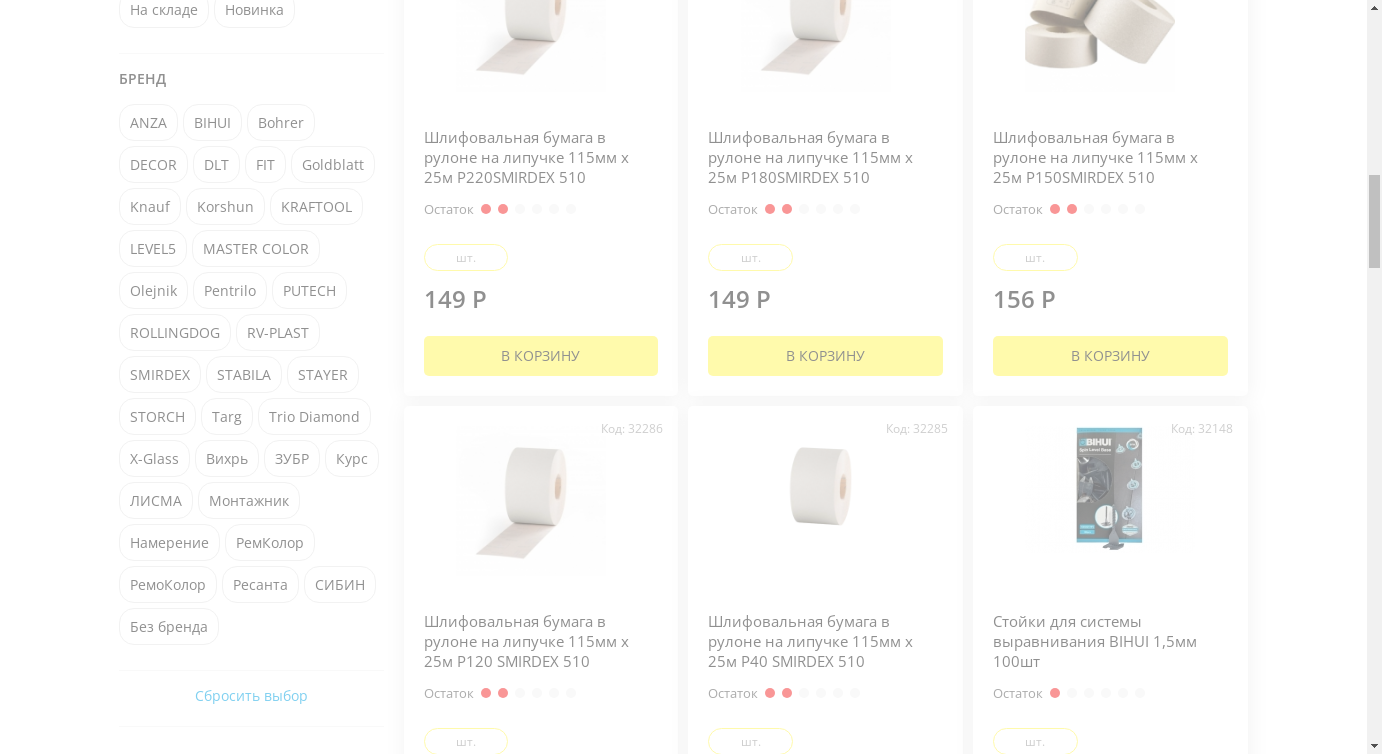 На складе
Новинка
БРЕНД
ANZA
BIHUI
Bohrer
DECOR
DLT
FIT
Goldblatt
Knauf
Korshun
KRAFTOOL
LEVEL5
MASTER COLOR
Olejnik
Pentrilo
PUTECH
ROLLINGDOG
RV-PLAST
SMIRDEX
STABILA
STAYER
STORCH
Targ
Trio Diamond
X-Glass
Вихрь
ЗУБР
Курс
ЛИСМА
Монтажник
Намерение
РемКолор
РемоКолор
Ресанта
СИБИН
Без бренда
Сбросить выбор
Шлифовальная бумага в
рулоне на липучке 115мм х
25м P220SMIRDEX 510
Остаток
шт.
149 Р
В КОРЗИНУ
Шлифовальная бумага в
рулоне на липучке 115мм х
25м P180SMIRDEX 510
Остаток
шт.
149 Р
В КОРЗИНУ
Шлифовальная бумага в
рулоне на липучке 115мм х
25м P150SMIRDEX 510
Остаток
шт.
156 Р
В КОРЗИНУ
Код: 32286
Шлифовальная бумага в
рулоне на липучке 115мм х
25м P120 SMIRDEX 510
Остаток
шт.
Код: 32285
Шлифовальная бумага в
рулоне на липучке 115мм х
25м P40 SMIRDEX 510
Остаток
шт.
Код: 32148
BIHUI
Стойки для системы
выравнивания BIHUI 1,5мм
100шт
Остаток
шт.